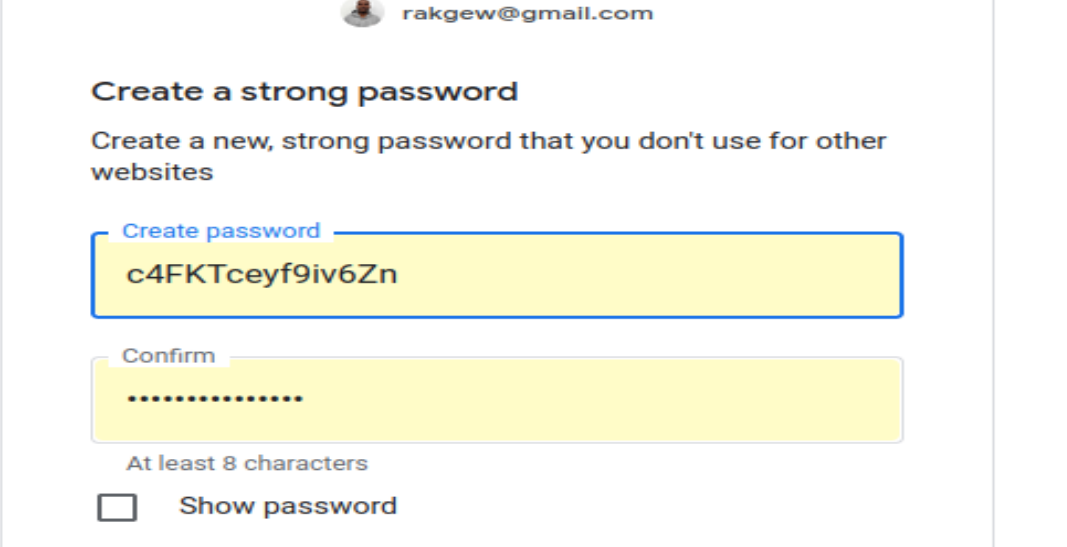 rakgew@gmail.com
Create a strong password
Create a new, strong password that you don't use for other
websites
Create password
c4FKTceyf9iv6Zn
Confirm
•••••••••••••••
At least 8 characters
Show password